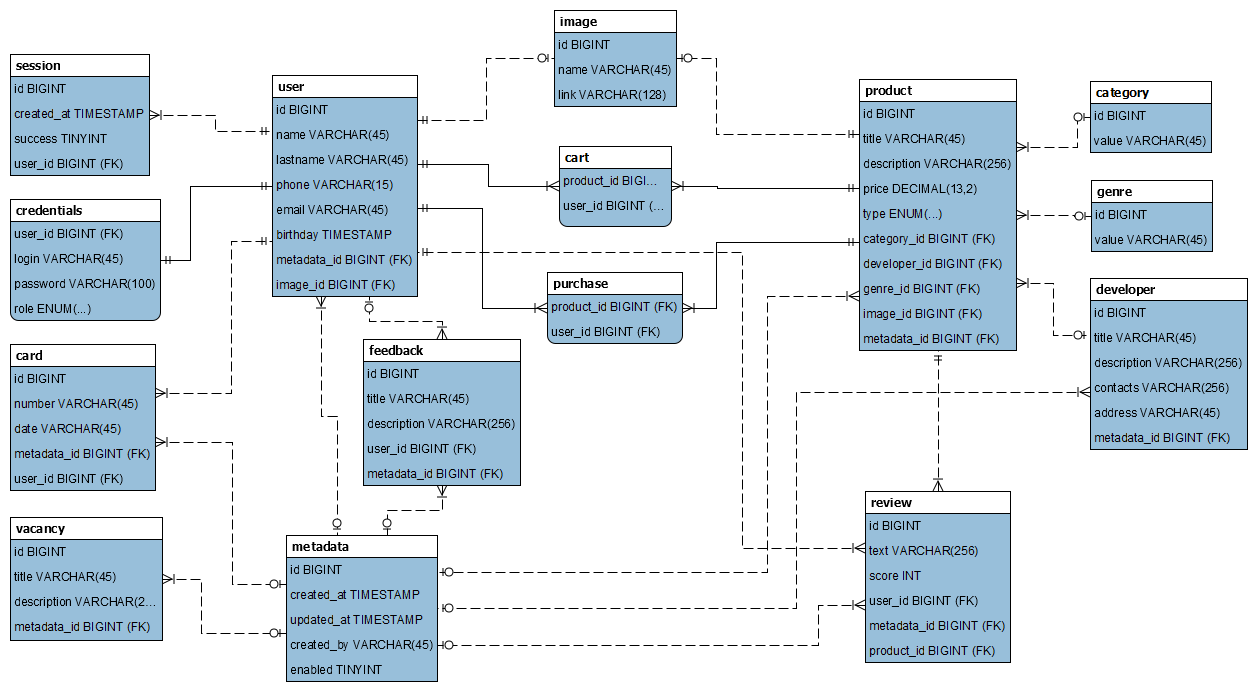 session
id BIGINT
created_at TIMESTAMP
success TINYINT
user_id BIGINT (FK)
credentials
user_id BIGINT (FK)
login VARCHAR(45)
password VARCHAR(100)
role ENUM(...)
card
id BIGINT
number VARCHAR(45)
date VARCHAR(45)
metadata_id BIGINT (FK)
user_id BIGINT (FK)
vacancy
id BIGINT
title VARCHAR(45)
description VARCHAR(2...
metadata_id BIGINT (FK)
user
id BIGINT
name VARCHAR(45)
lastname VARCHAR(45)
phone VARCHAR(15)
email VARCHAR(45)
birthday TIMESTAMP
metadata_id BIGINT (FK)
image_id BIGINT (FK)
feedback
id BIGINT
title VARCHAR(45)
description VARCHAR(256)
user_id BIGINT (FK)
metadata_id BIGINT (FK)
metadata
id BIGINT
created_at TIMESTAMP
updated_at TIMESTAMP
created_by VARCHAR(45)
enabled TINYINT
image
id BIGINT
name VARCHAR(45)
link VARCHAR(128)
cart
product_id BIGI...
user_id BIGINT (...
purchase
product_id BIGINT (FK)
user_id BIGINT (FK)
product
id BIGINT
title VARCHAR(45)
description VARCHAR(256)
price DECIMAL(13,2)
type ENUM(...)
category_id BIGINT (FK)
developer_id BIGINT (FK)
genre_id BIGINT (FK)
image_id BIGINT (FK)
metadata_id BIGINT (FK)
review
id BIGINT
text VARCHAR(256)
score INT
user_id BIGINT (FK)
metadata_id BIGINT (FK)
product_id BIGINT (FK)
category
id BIGINT
value VARCHAR(45)
genre
id BIGINT
value VARCHAR(45)
developer
id BIGINT
title VARCHAR(45)
description VARCHAR(256)
contacts VARCHAR(256)
address VARCHAR(45)
metadata_id BIGINT (FK)